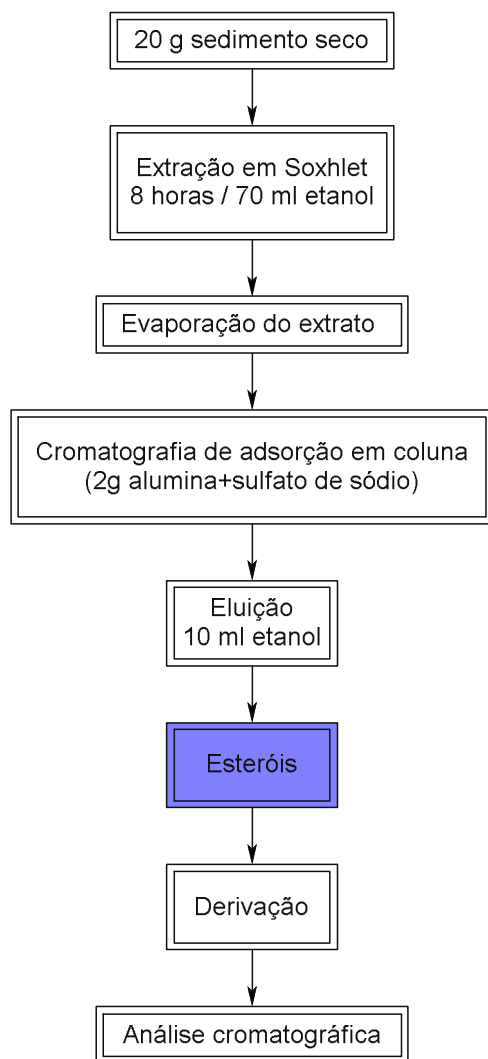 20 g sedimento seco
Extração em Soxhlet
8 horas / 70 ml etanol
Evaporação do extrato
Cromatografia de adsorção em coluna
(2g alumina+sulfato de sódio)
Eluição
10 ml etanol
Esteróis
Derivação
Análise cromatográfica